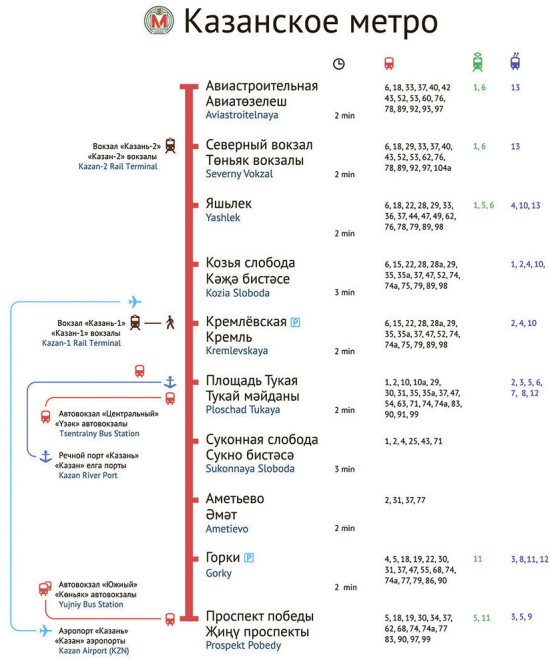 М Казанское метро
Авиастроительная
Авиатөзелеш
Aviastroitelnaya
2 min
6, 18, 33, 37, 40, 42
43, 52, 53, 60, 76,
78, 89, 92, 93, 97
1, 6
13
Вокзал «Казань-2»
«Казан-2» вокзалы
Kazan-2 Rail Terminal
Северный вокзал
Төньяк вокзалы
Severny Vokzal
2 min
6, 18, 29, 33, 37, 40,
43, 52, 53, 62, 76,
78, 89, 92, 97, 104a
1, 6
13
Яшьлек
Yashlek
2 min
6, 18, 22, 28, 29, 33,
36, 37, 44, 47, 49, 62,
76, 78, 79, 89, 98
1, 5, 6
4, 10, 13
Козья слобода
Кәҗә бистәсе
Kozia Sloboda
3 min
6, 15, 22, 28, 28a, 29,
35, 35a, 37, 47, 52, 74,
74a, 75, 79, 89, 98
1, 2, 4, 10,
Вокзал «Казань-1»
«Казан-1» вокзалы
Kazan-1 Rail Terminal
Кремлёвская P
Кремль
Kremlevskaya
2 min
6, 15, 22, 28, 28a, 29,
35, 35a, 37, 47, 52, 74,
74a, 75, 79, 89, 98
2, 4, 10
Площадь Тукая
Тукай мәйданы
Ploschad Tukaya
2 min
1, 2, 10, 10a, 29,
30, 31, 35, 35a, 37, 47,
54, 63, 71, 74, 74a, 83,
90, 91, 99
2, 3, 5, 6,
7, 8, 12
Автовокзал «Центральный»
«Үзәк» автовокзалы
Tsentralny Bus Station
Речной порт «Казань»
«Казан» елга порты
Kazan River Port
Суконная слобода
Сукно бистәсә
Sukonnaya Sloboda
3 min
1, 2, 4, 25, 43, 71
Аметьево
Әмәт
Ametievo
2 min
2, 31, 37, 77
Горки P
Gorky
2 min
4, 5, 18, 19, 22, 30,
31, 37, 47, 55, 68, 74,
74a, 77, 79, 86, 90
11
3, 8, 11, 12
Автовокзал «Южный»
«Көньяк» автовокзалы
Yujniy Bus Station
Проспект победы
Җиңү проспекты
Prospekt Pobedy
5, 18, 19, 30, 34, 37,
62, 68, 74, 74a, 77
83, 90, 97, 99
5, 11
3, 5, 9
Аэропорт «Казань»
«Казан» аэропорты
Kazan Airport (KZN)